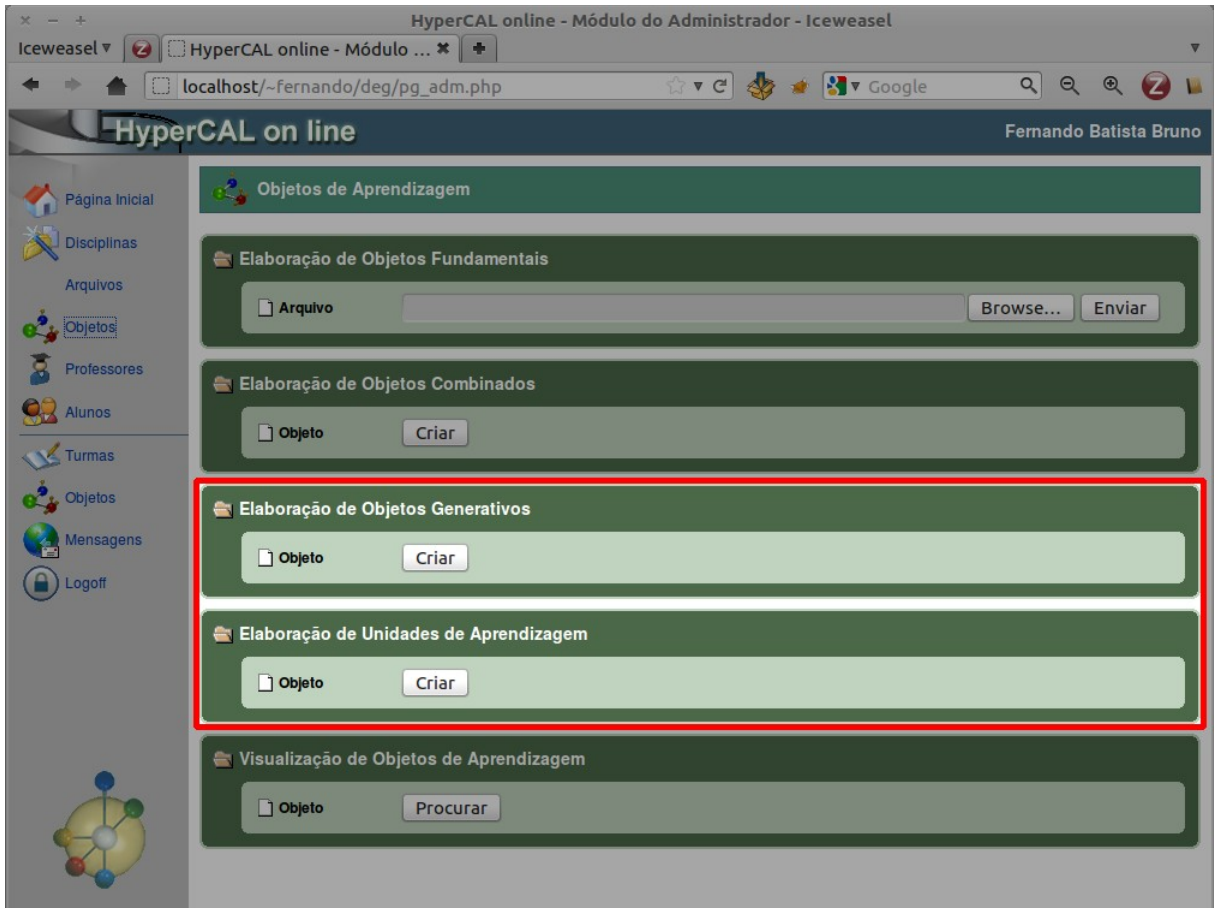 HyperCAL online - Módulo do Administrador - Iceweasel
Iceweasel
HyperCAL online - Módulo ...
localhost/~fernando/deg/pg_adm.php
Google
HyperCAL on line
Fernando Batista Bruno
Página Inicial
Disciplinas
Arquivos
Objetos
Professores
Alunos
Turmas
Objetos
Mensagens
Logoff
Objetos de Aprendizagem
Elaboração de Objetos Fundamentais
Arquivo Browse... Enviar
Elaboração de Objetos Combinados
Objeto Criar
Elaboração de Objetos Generativos
Objeto Criar
Elaboração de Unidades de Aprendizagem
Objeto Criar
Visualização de Objetos de Aprendizagem
Objeto Procurar